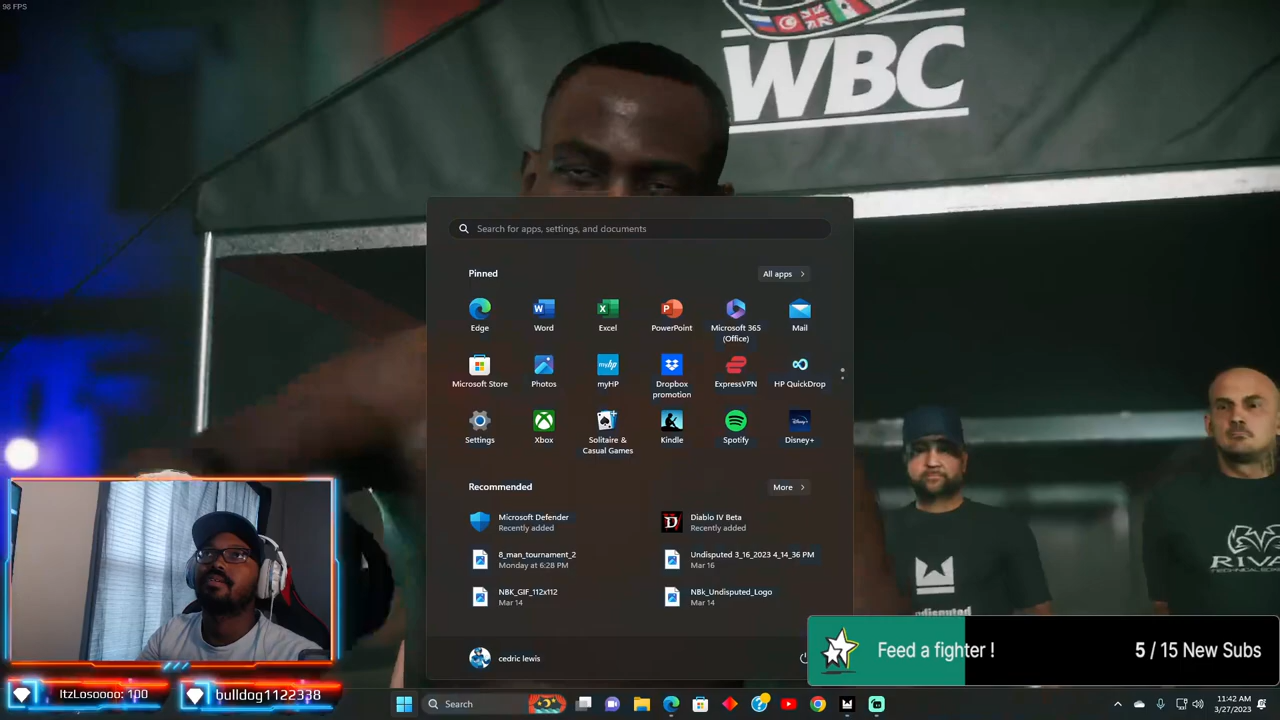 98 FPS
WBC
Search for apps, settings, and documents
Pinned
All apps
Edge
Word
Excel
PowerPoint
Microsoft 365
(Office)
Mail
Microsoft Store
Photos
myHP
Dropbox
promotion
ExpressVPN
HP QuickDrop
Settings
Xbox
Solitaire &
Casual Games
Kindle
Spotify
Disney+
Recommended
More
Microsoft Defender
Recently added
Diablo IV Beta
Recently added
8_man_tournament_2
Monday at 6:28 PM
Undisputed 3_16_2023 4_14_36 PM
Mar 16
NBK_GIF_112x112
Mar 14
NBk_Undisputed_Logo
Mar 14
cedric lewis
undisputed
RIVA
Feed a fighter !
5 / 15 New Subs
ItzLosoooo: 100
bulldog1122338
Search
11:42 AM
3/27/2023